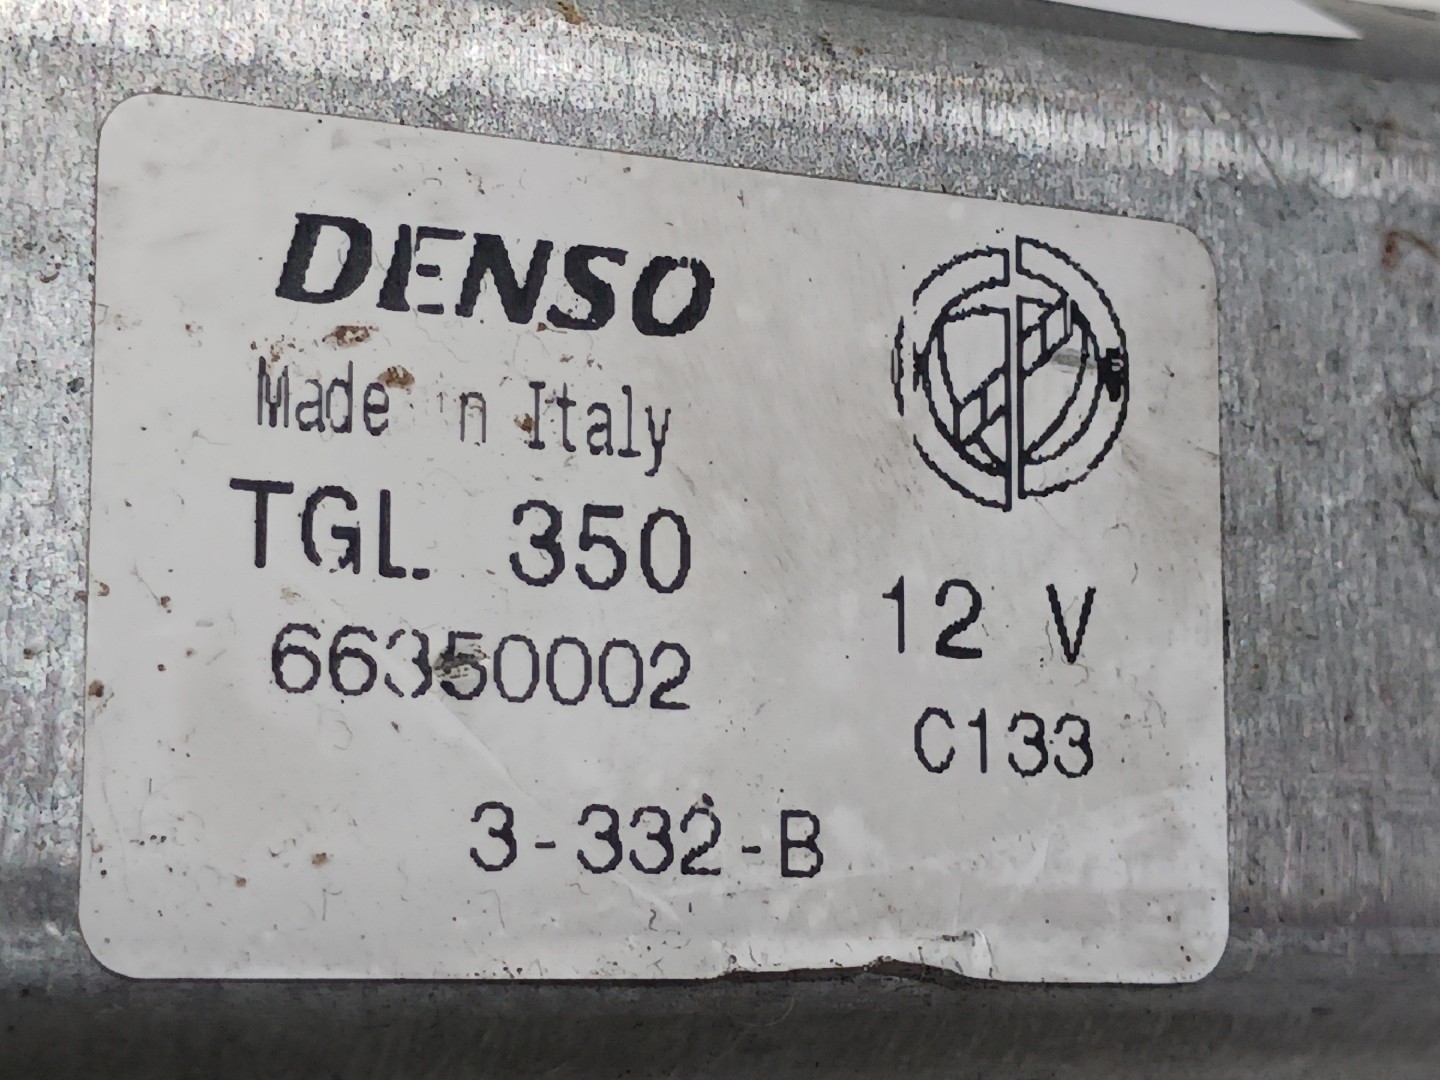 DENSO
Made in Italy
TGL 350
66350002
12 V
C133
3-332-B